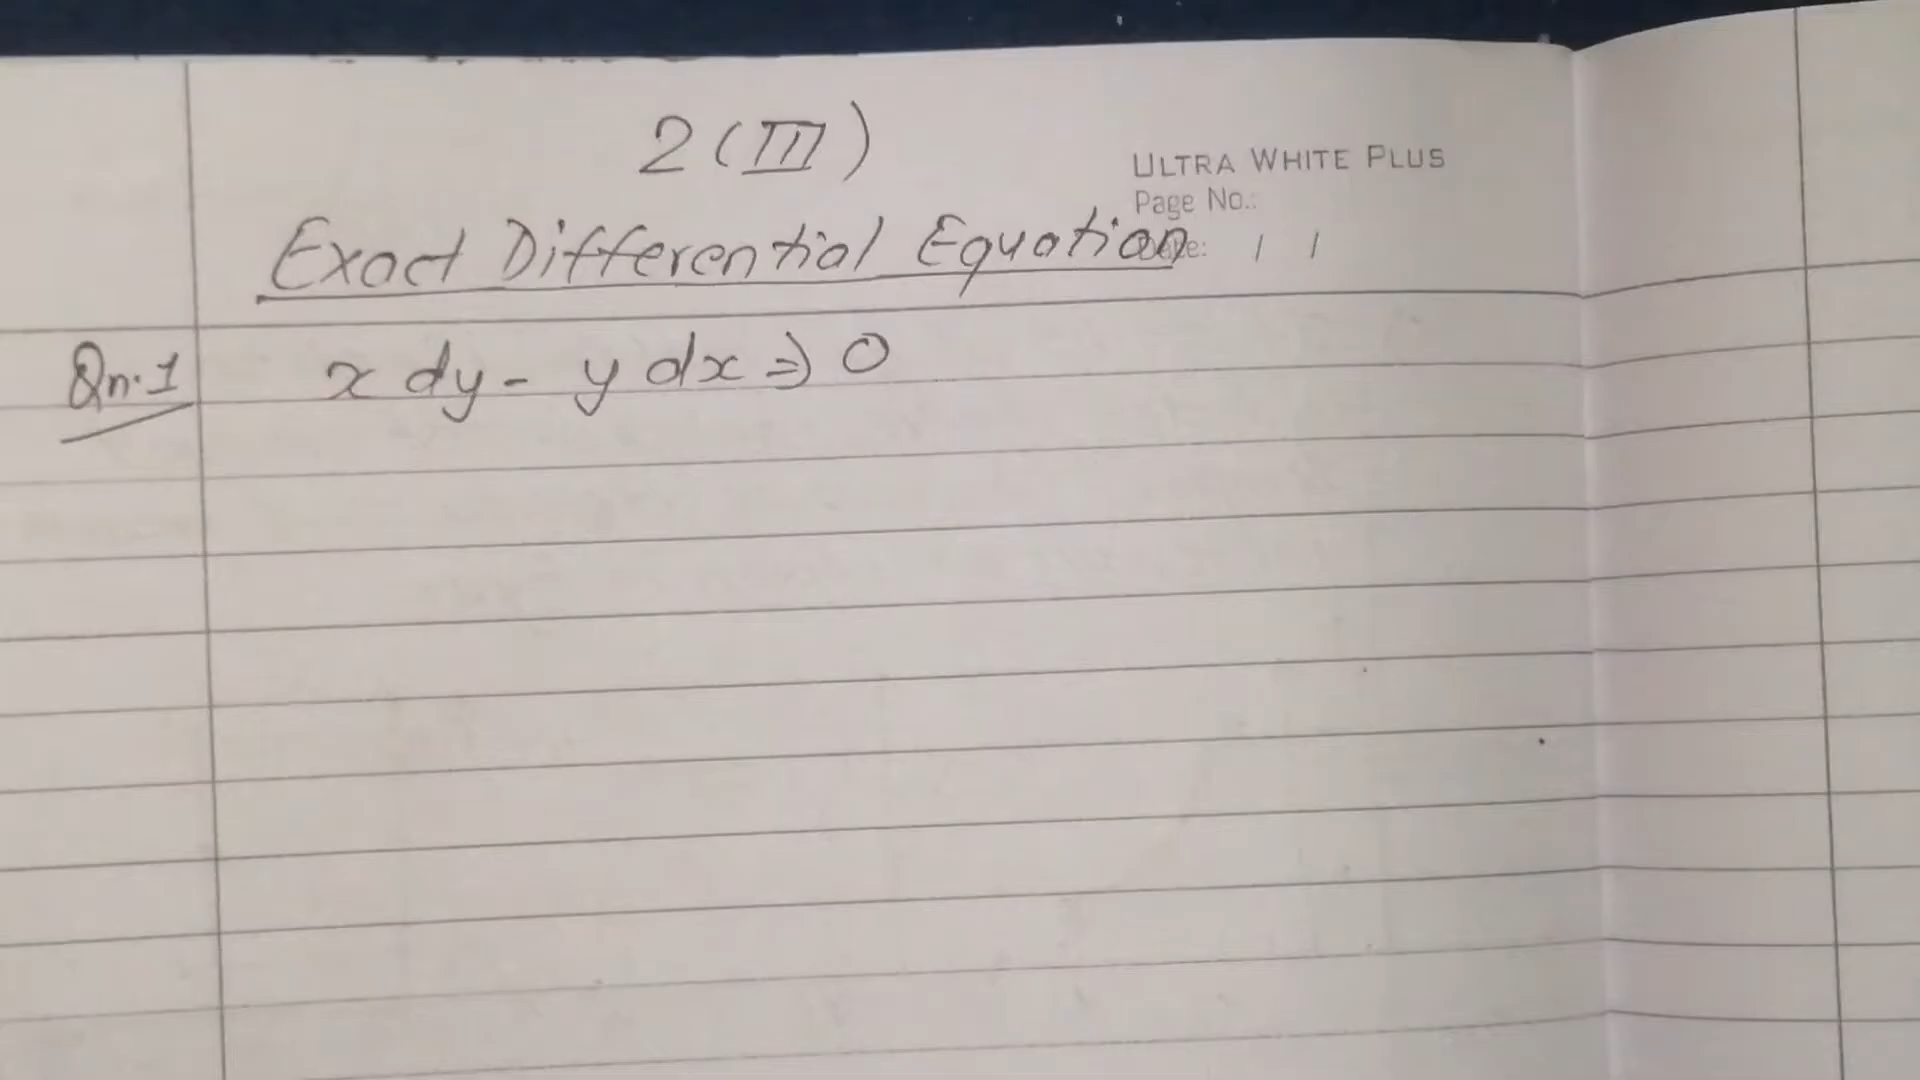 2 (III)
ULTRA WHITE PLUS
Page No.:
Exact Differential Equation
/ /
Qn.1 x dy - y dx => 0